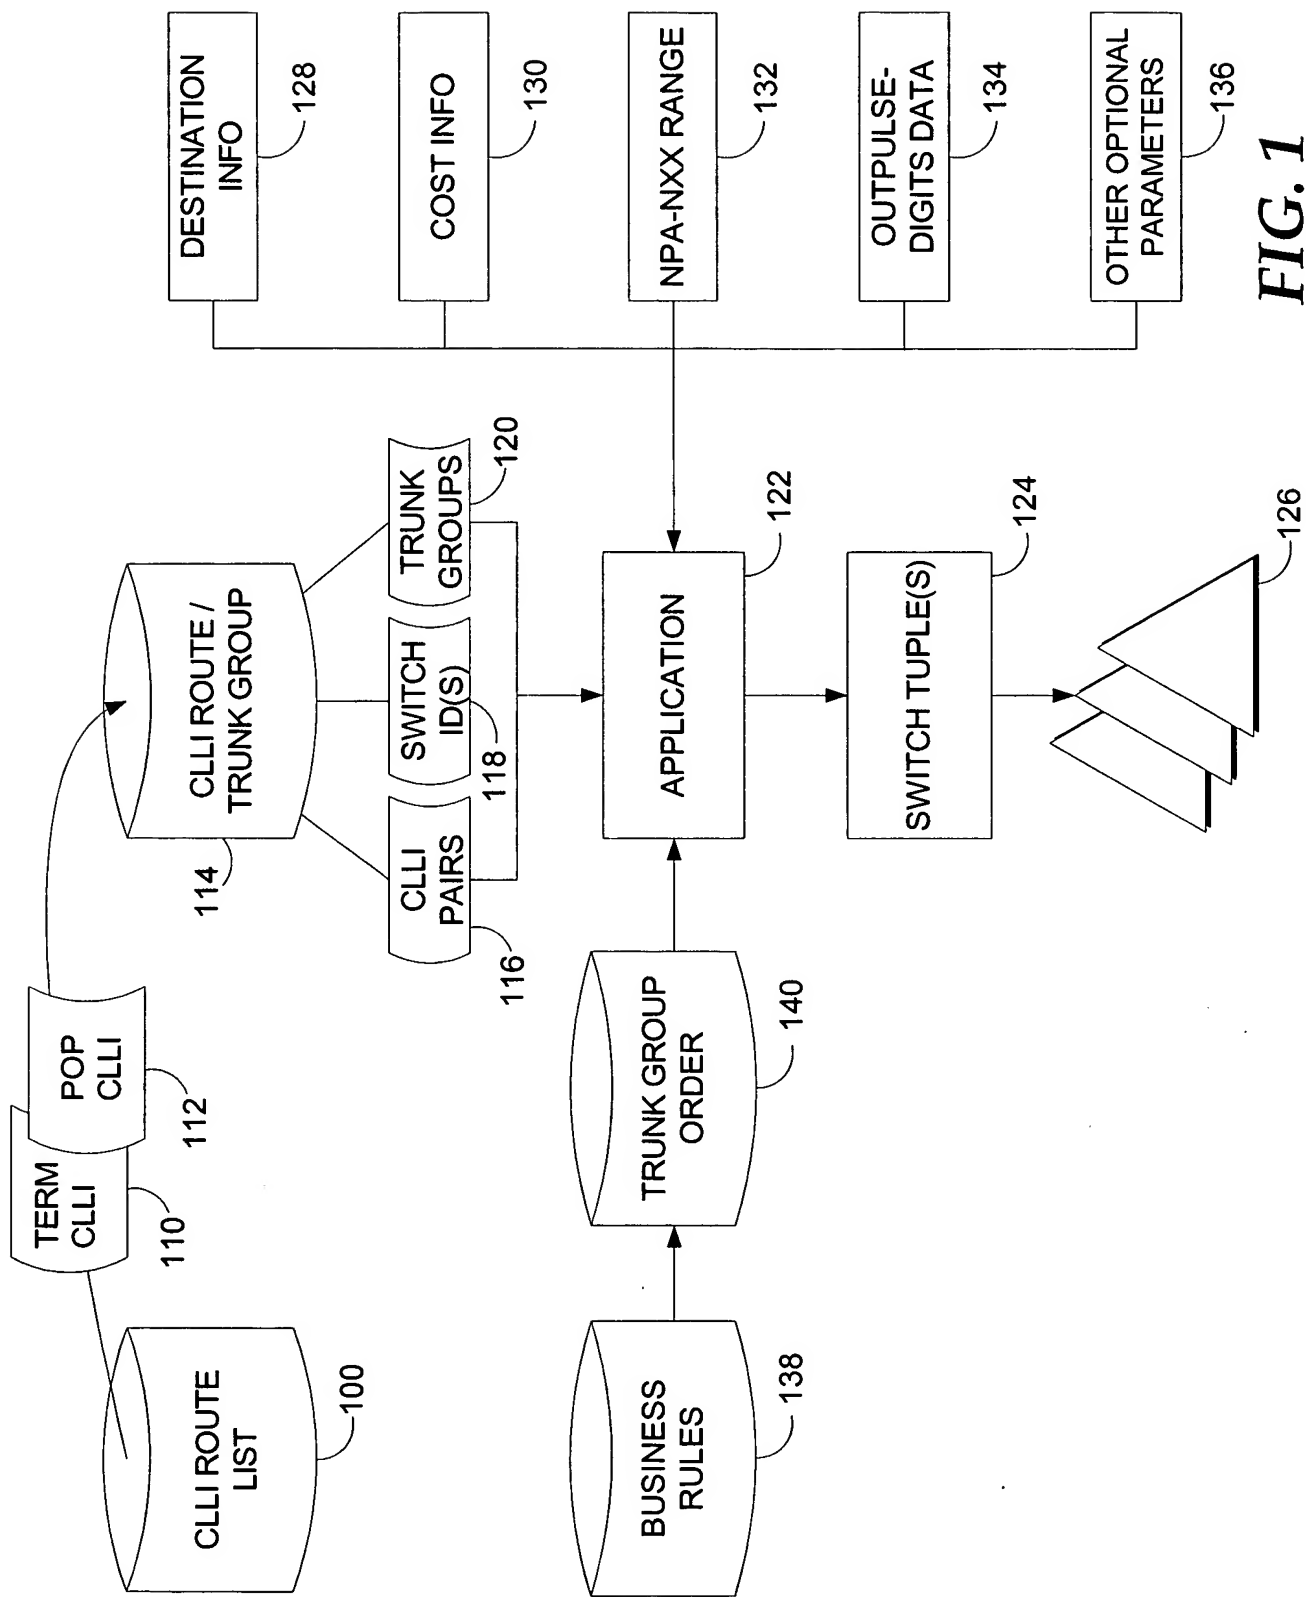 CLLI ROUTE
LIST
100
TERM
CLLI
110
POP
CLLI
112
CLLI ROUTE /
TRUNK GROUP
114
CLLI
PAIRS
116
SWITCH
ID(S)
118
TRUNK
GROUPS
120
BUSINESS
RULES
138
TRUNK GROUP
ORDER
140
APPLICATION
122
SWITCH TUPLE(S)
124
126
DESTINATION
INFO
128
COST INFO
130
NPA-NXX RANGE
132
OUTPULSE-
DIGITS DATA
134
OTHER OPTIONAL
PARAMETERS
136
FIG. 1